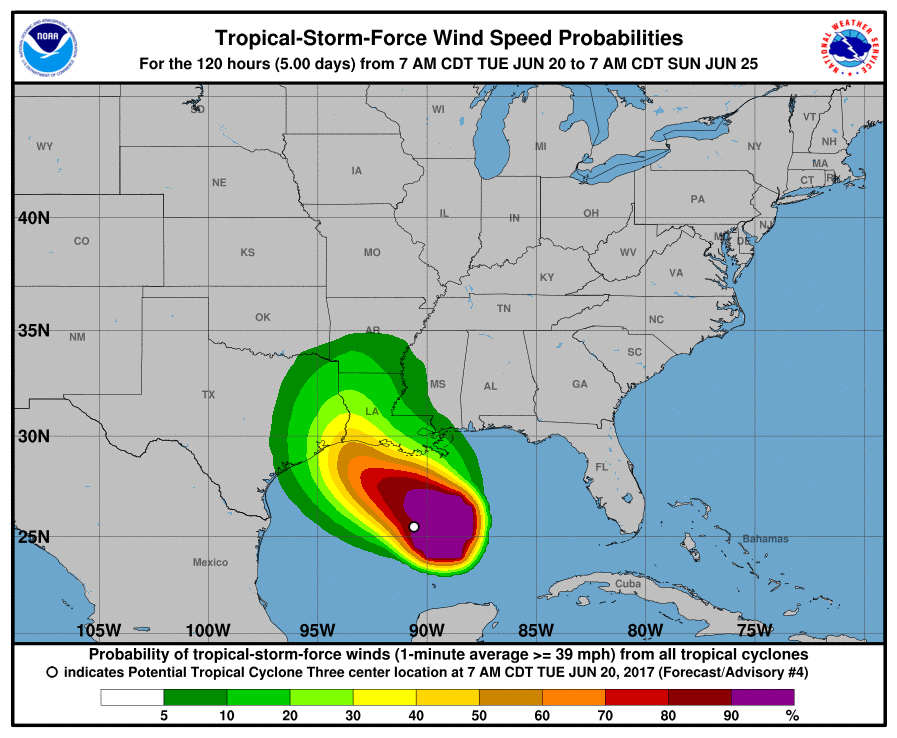 Tropical-Storm-Force Wind Speed Probabilities
For the 120 hours (5.00 days) from 7 AM CDT TUE JUN 20 to 7 AM CDT SUN JUN 25
NOAA
NATIONAL WEATHER SERVICE
SD
WI
VT
WY
MI
NY
NH
MA
IA
CT
NE
PA
40N
IL
IN
OH
NJ
CO
DE
KS
MO
WV
KY
VA
TN
OK
NC
35N
AR
NM
SC
TX
MS
AL
GA
LA
30N
FL
25N
Bahamas
Mexico
Cuba
105W 100W 95W 90W 85W 80W 75W
Probability of tropical-storm-force winds (1-minute average >= 39 mph) from all tropical cyclones
indicates Potential Tropical Cyclone Three center location at 7 AM CDT TUE JUN 20, 2017 (Forecast/Advisory #4)
5 10 20 30 40 50 60 70 80 90 %